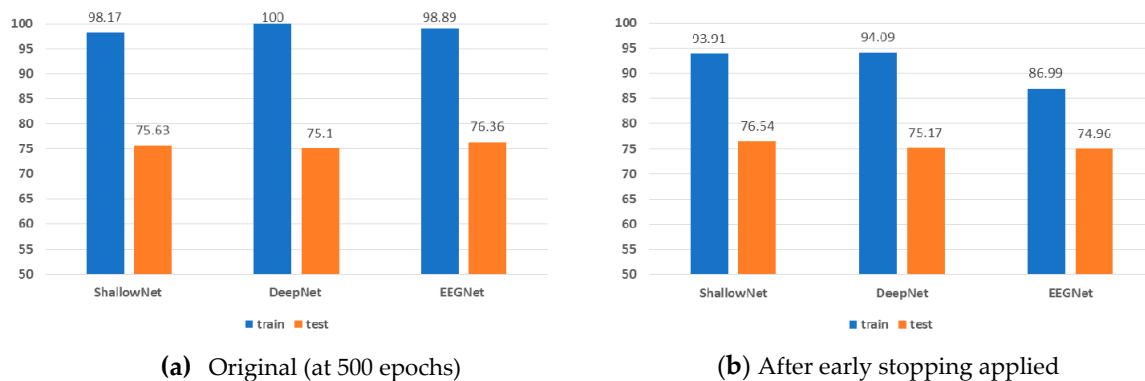 98.17
100
98.89
75.63
75.1
76.36
100
95
90
85
80
75
70
65
60
55
50
ShallowNet
DeepNet
EEGNet
train
test
(a) Original (at 500 epochs)
93.91
94.09
86.99
76.54
75.17
74.96
100
95
90
85
80
75
70
65
60
55
50
ShallowNet
DeepNet
EEGNet
train
test
(b) After early stopping applied